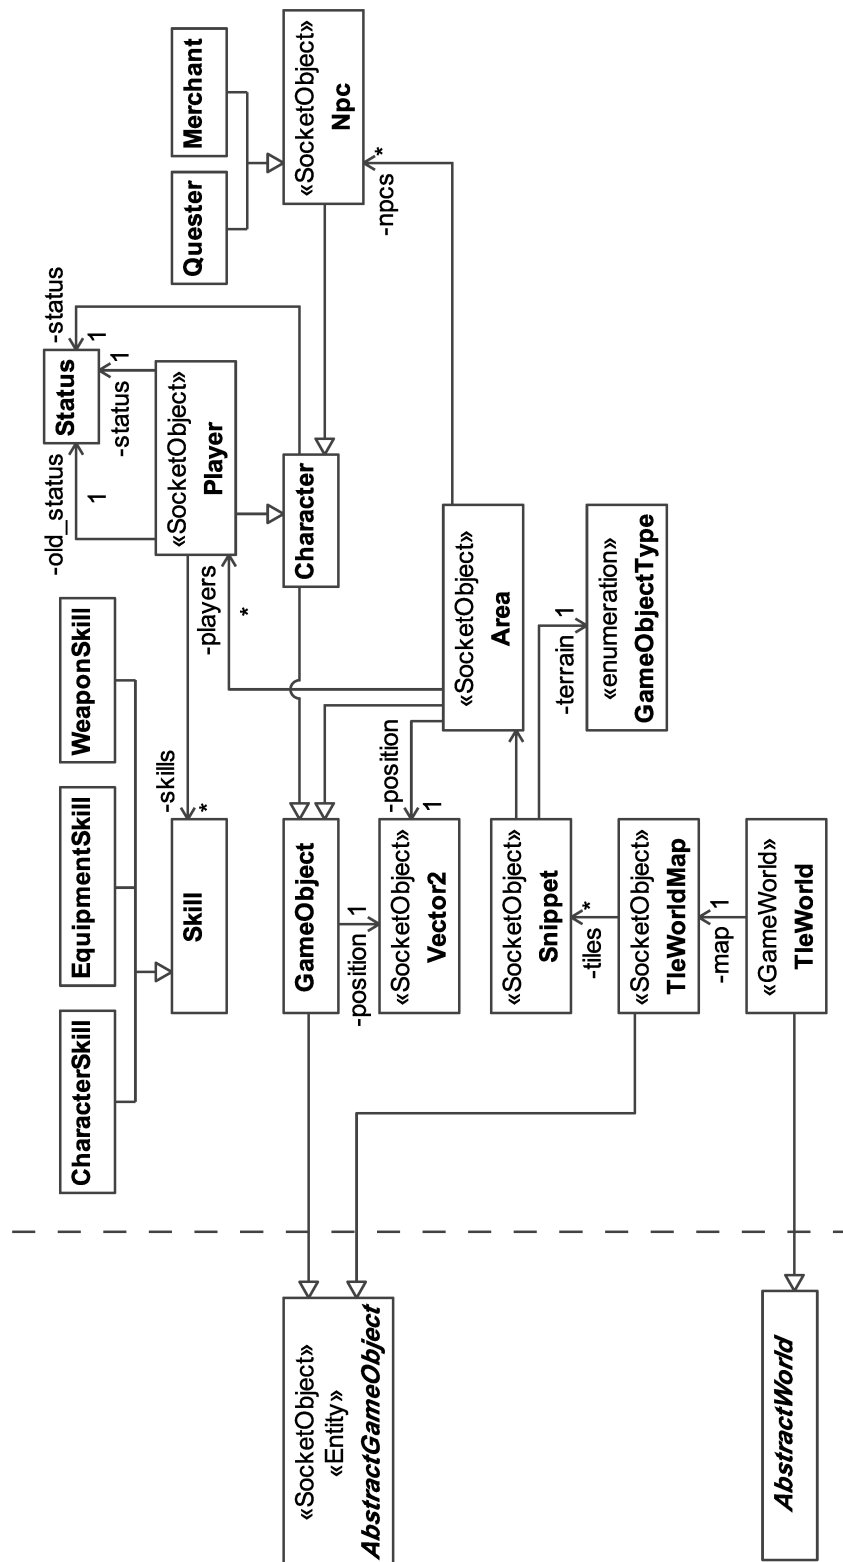 CharacterSkill
EquipmentSkill
WeaponSkill
-old_status
1
Status
-status
1
-status
1
Skill
-skills
*
«SocketObject»
Player
Quester
Merchant
-players
*
«SocketObject»
«Entity»
AbstractGameObject
GameObject
Character
«SocketObject»
Npc
-position
1
-position
1
-npcs
*
«SocketObject»
Vector2
«SocketObject»
Area
«SocketObject»
Snippet
-terrain
1
-tiles
*
«enumeration»
GameObjectType
«SocketObject»
TleWorldMap
-map
1
«GameWorld»
TleWorld
AbstractWorld